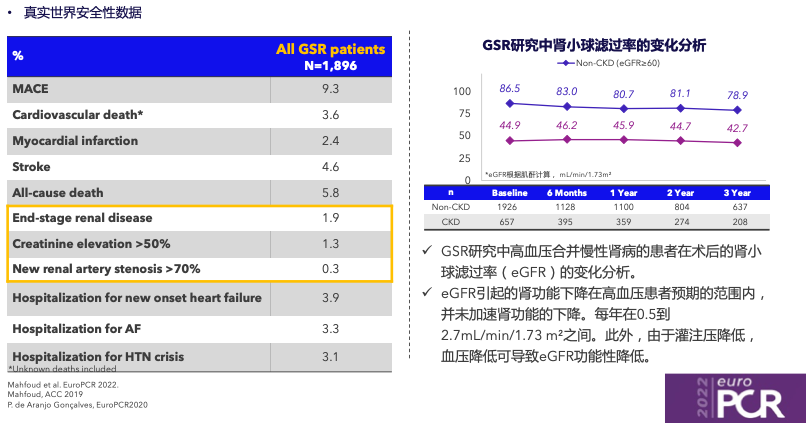 • 真实世界安全性数据
% All GSR patients N=1,896
MACE 9.3
Cardiovascular death* 3.6
Myocardial infarction 2.4
Stroke 4.6
All-cause death 5.8
End-stage renal disease 1.9
Creatinine elevation >50% 1.3
New renal artery stenosis >70% 0.3
Hospitalization for new onset heart failure 3.9
Hospitalization for AF 3.3
Hospitalization for HTN crisis 3.1
*Unknown deaths included
Mahfoud et al. EuroPCR 2022.
Mahfoud, ACC 2019
P. de Aranjo Gonçalves, EuroPCR2020
GSR研究中肾小球滤过率的变化分析
Non-CKD (eGFR≥60)
100
75
50
25
0
86.5 83.0 80.7 81.1 78.9
44.9 46.2 45.9 44.7 42.7
*eGFR根据肌酐计算，mL/min/1.73m²
n Baseline 6 Months 1 Year 2 Year 3 Year
Non-CKD 1926 1128 1100 804 637
CKD 657 395 359 274 208
✓ GSR研究中高血压合并慢性肾病的患者在术后的肾小
球滤过率（eGFR）的变化分析。
✓ eGFR引起的肾功能下降在高血压患者预期的范围内，
并未加速肾功能的下降。每年在0.5到
2.7mL/min/1.73 m²之间。此外，由于灌注压降低，
血压降低可导致eGFR功能性降低。
2022 euro
PCR